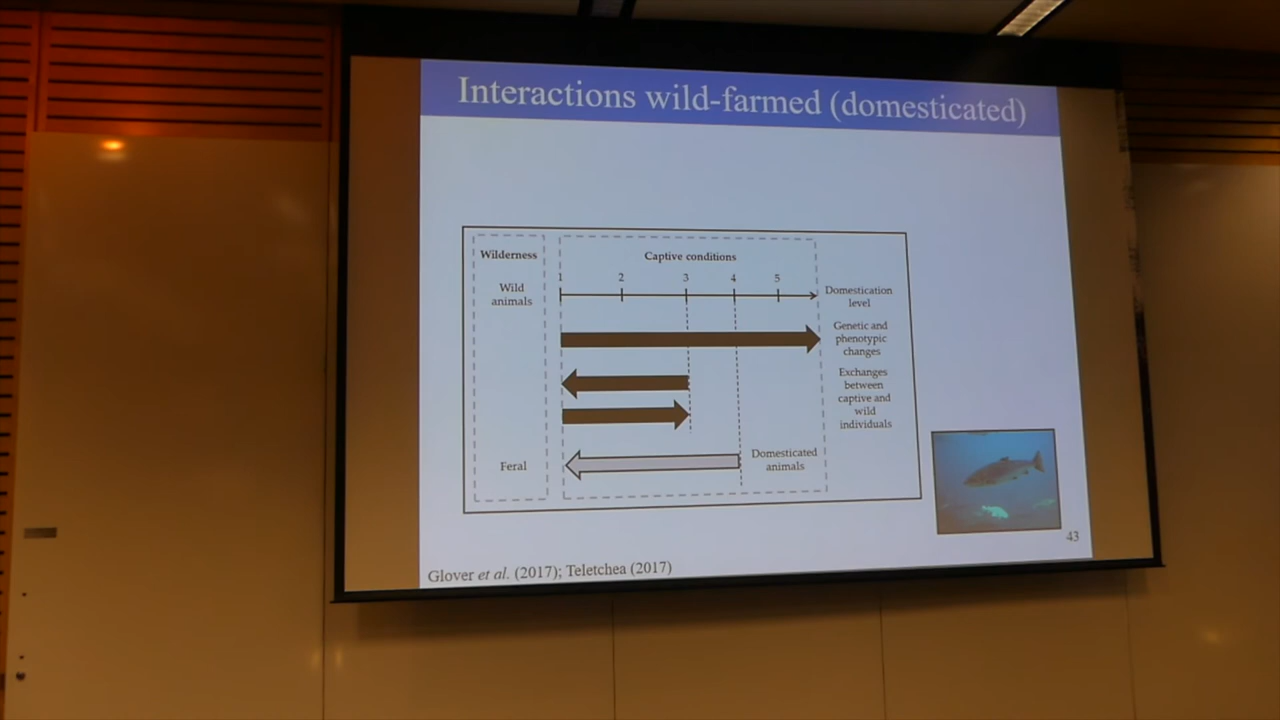 Interactions wild-farmed (domesticated)
Wilderness
Captive conditions
1 2 3 4 5
Wild
animals
Domestication
level
Genetic and
phenotypic
changes
Exchanges
between
captive and
wild
individuals
Feral
Domesticated
animals
43
Glover et al. (2017); Teletchea (2017)